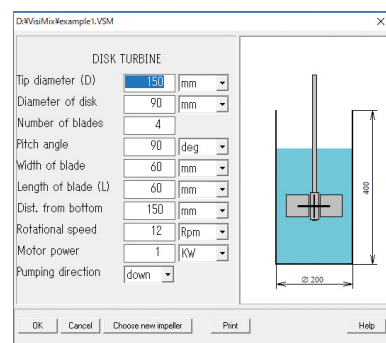 D:¥VisiMix¥example1.VSM ×
DISK TURBINE
Tip diameter (D) 150 mm
Diameter of disk 90 mm
Number of blades 4
Pitch angle 90 deg
Width of blade 60 mm
Length of blade (L) 60 mm
Dist. from bottom 150 mm
Rotational speed 12 Rpm
Motor power 1 KW
Pumping direction down
400
Ø 200
OK Cancel Choose new impeller Print Help